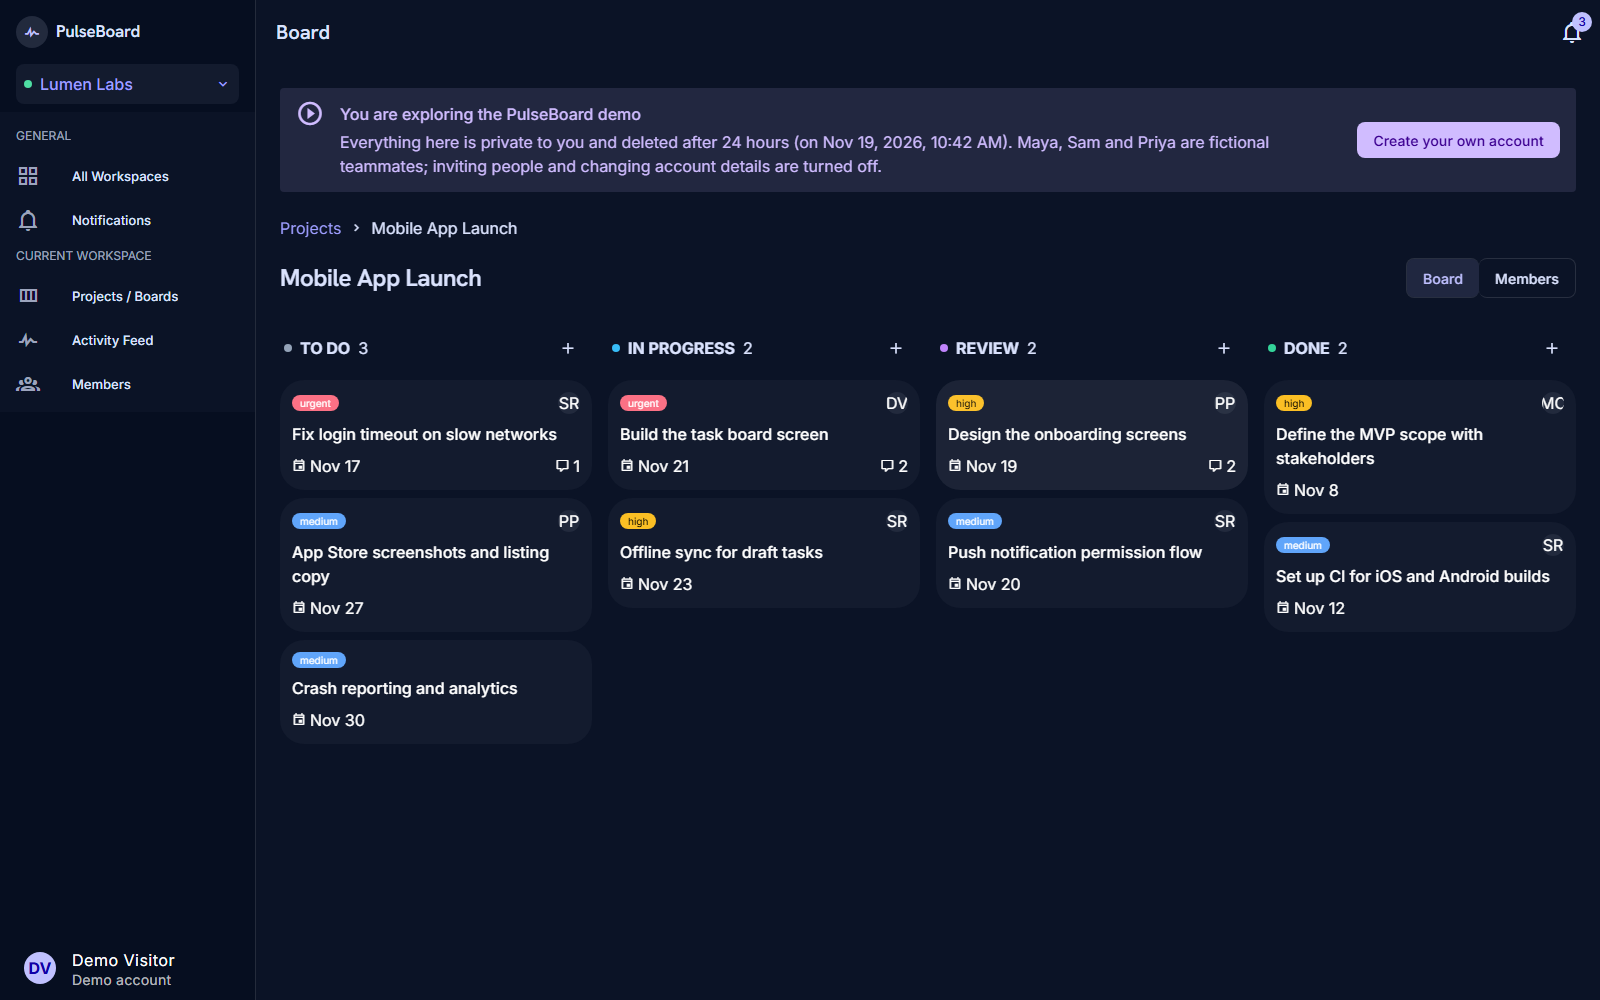 PulseBoard
Lumen Labs
GENERAL
All Workspaces
Notifications
CURRENT WORKSPACE
Projects / Boards
Activity Feed
Members
DV
Demo Visitor
Demo account
Board
3
You are exploring the PulseBoard demo
Everything here is private to you and deleted after 24 hours (on Nov 19, 2026, 10:42 AM). Maya, Sam and Priya are fictional
teammates; inviting people and changing account details are turned off.
Create your own account
Projects › Mobile App Launch
Mobile App Launch
Board
Members
TO DO 3
urgent SR
Fix login timeout on slow networks
Nov 17 1
medium PP
App Store screenshots and listing
copy
Nov 27
medium
Crash reporting and analytics
Nov 30
IN PROGRESS 2
urgent DV
Build the task board screen
Nov 21 2
high SR
Offline sync for draft tasks
Nov 23
REVIEW 2
high PP
Design the onboarding screens
Nov 19 2
medium SR
Push notification permission flow
Nov 20
DONE 2
high MC
Define the MVP scope with
stakeholders
Nov 8
medium SR
Set up CI for iOS and Android builds
Nov 12